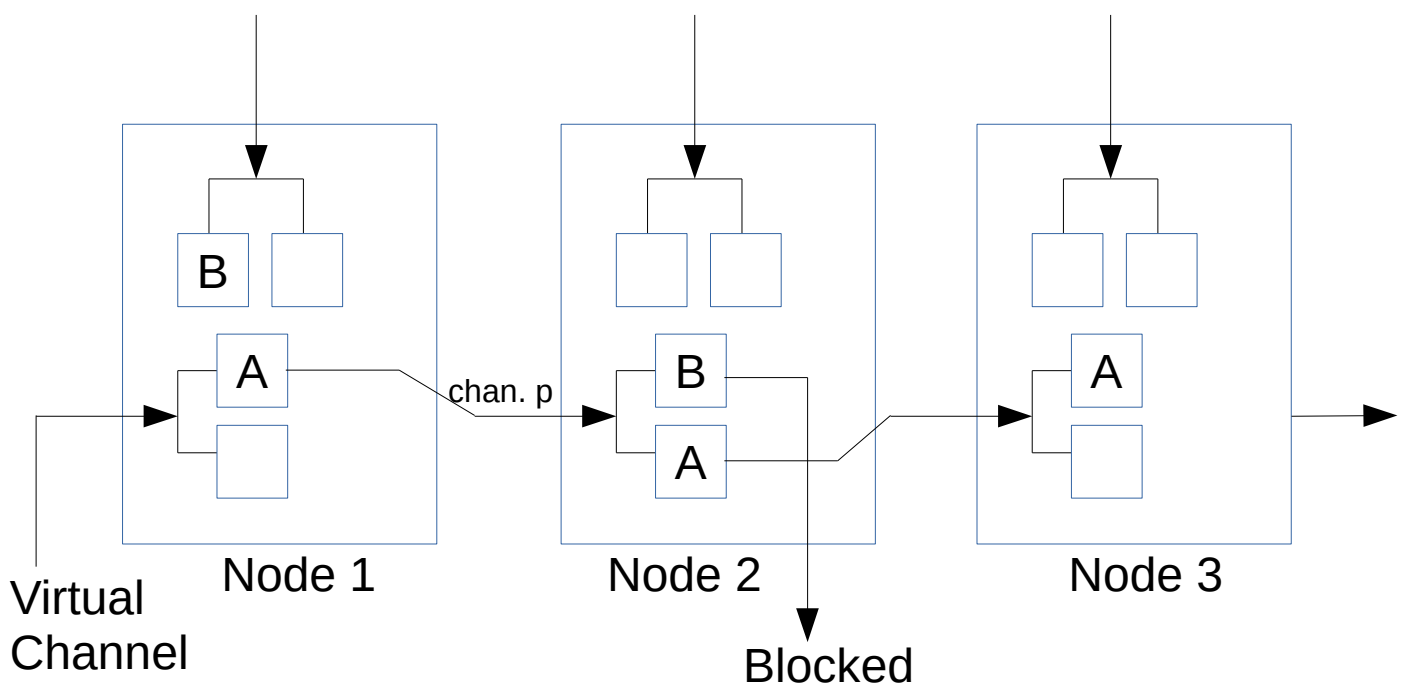 B
A
chan. p
B
A
A
Node 1
Node 2
Node 3
Virtual
Channel
Blocked